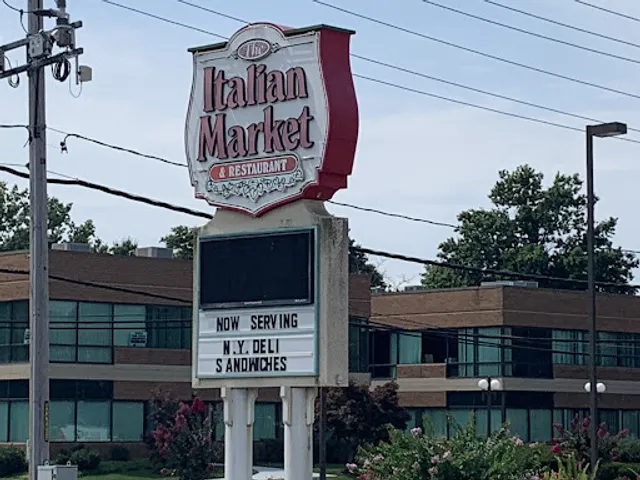 The
Italian
Market
& RESTAURANT
NOW SERVING
N.Y. DELI
SANDWICHES